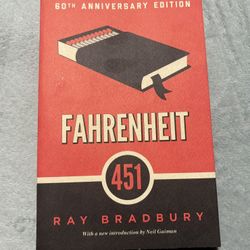 60TH ANNIVERSARY EDITION
FAHRENHEIT
451
RAY BRADBURY
With a new introduction by Neil Gaiman